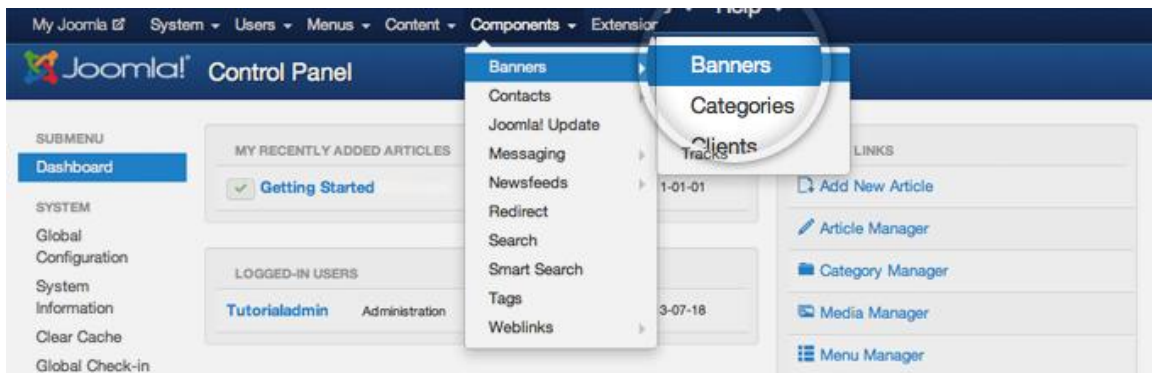 My Joomla System Users Menus Content Components Extension Help
Joomla! Control Panel
Banners
Contacts
Joomla! Update
Messaging
Newsfeeds
Redirect
Search
Smart Search
Tags
Weblinks
Banners
Categories
Clients
Tracks
SUBMENU
Dashboard
SYSTEM
Global
Configuration
System
Information
Clear Cache
Global Check-in
MY RECENTLY ADDED ARTICLES
Getting Started 1-01-01
LOGGED-IN USERS
Tutorialadmin Administration 3-07-18
LINKS
Add New Article
Article Manager
Category Manager
Media Manager
Menu Manager